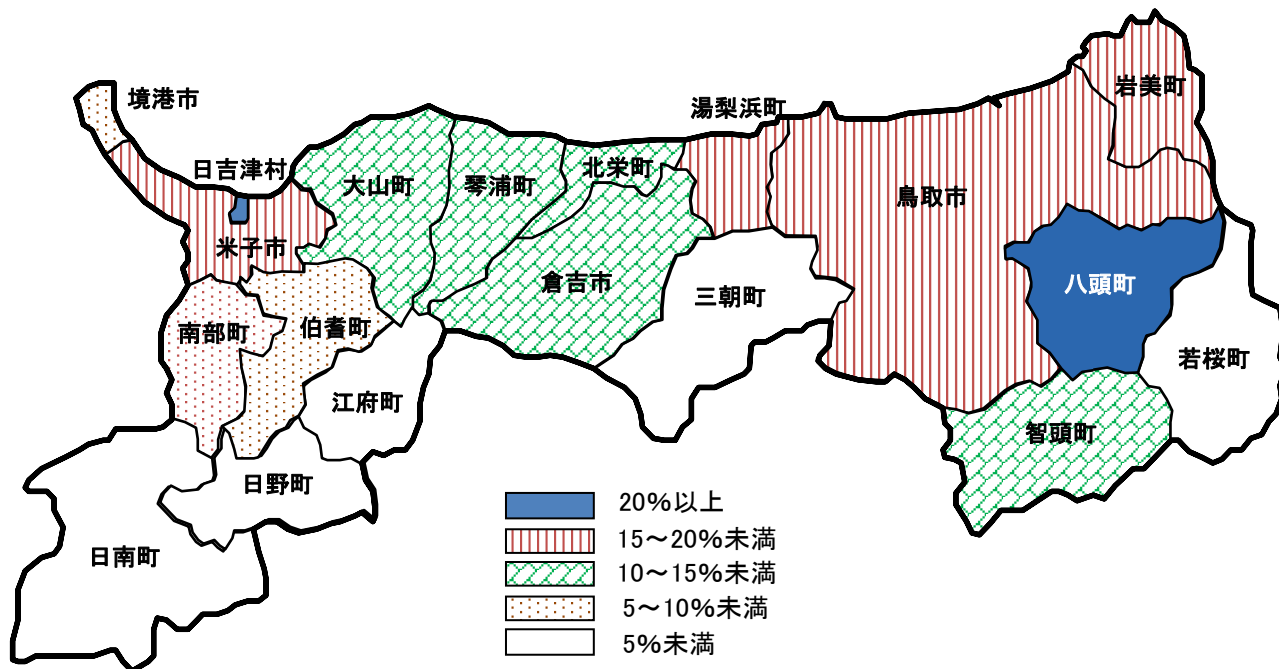 岩美町
境港市
湯梨浜町
日吉津村
北栄町
大山町
琴浦町
鳥取市
米子市
倉吉市
八頭町
三朝町
南部町
伯耆町
若桜町
江府町
智頭町
日野町
日南町
20%以上
15～20%未満
10～15%未満
5～10%未満
5%未満